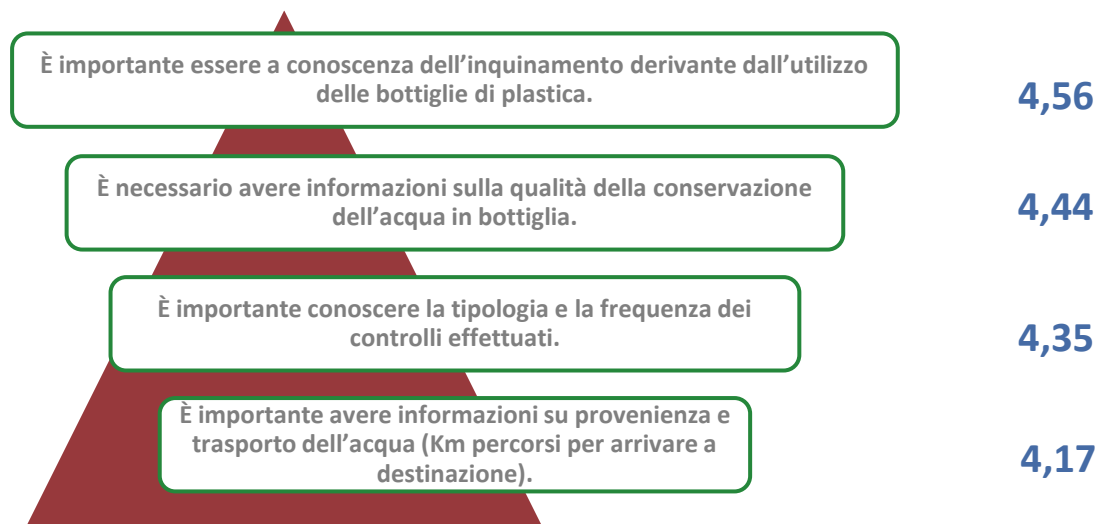 È importante essere a conoscenza dell’inquinamento derivante dall’utilizzo
delle bottiglie di plastica.
4,56
È necessario avere informazioni sulla qualità della conservazione
dell’acqua in bottiglia.
4,44
È importante conoscere la tipologia e la frequenza dei
controlli effettuati.
4,35
È importante avere informazioni su provenienza e
trasporto dell’acqua (Km percorsi per arrivare a
destinazione).
4,17